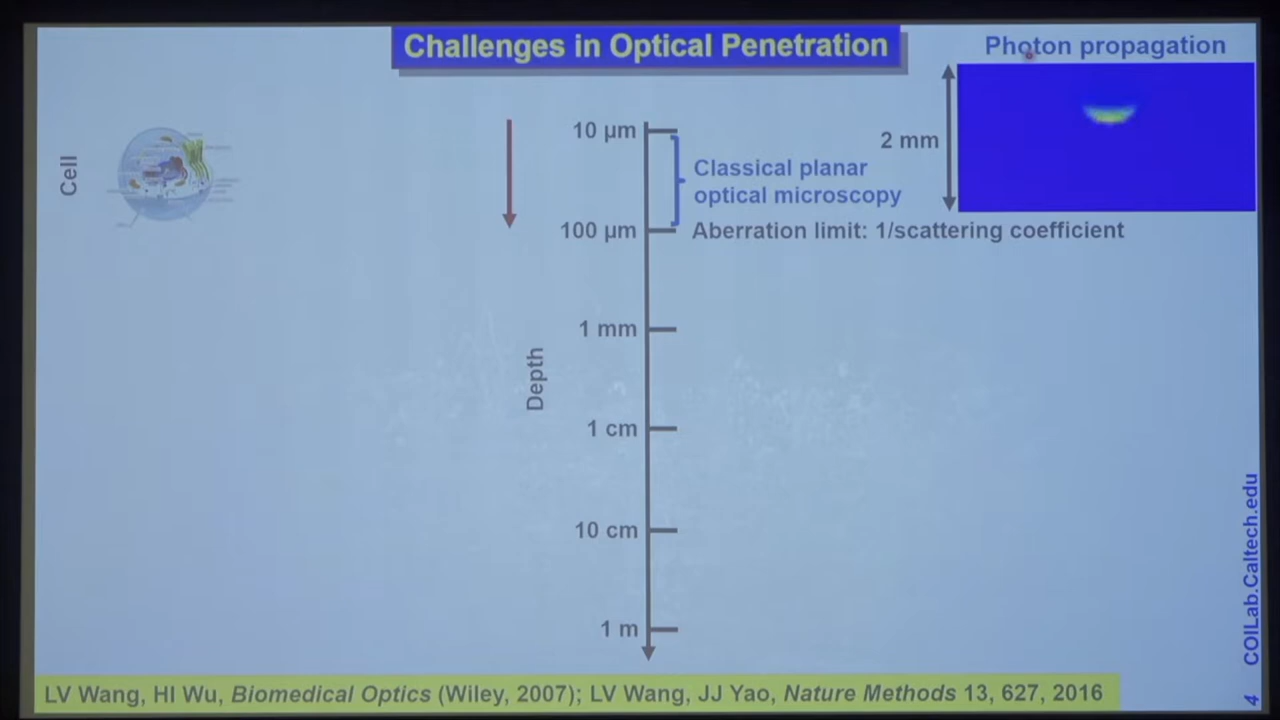 Challenges in Optical Penetration
Photon propagation
Cell
10 µm
2 mm
Classical planar
optical microscopy
100 µm
Aberration limit: 1/scattering coefficient
1 mm
Depth
1 cm
10 cm
1 m
COILab.Caltech.edu
LV Wang, HI Wu, Biomedical Optics (Wiley, 2007); LV Wang, JJ Yao, Nature Methods 13, 627, 2016
4